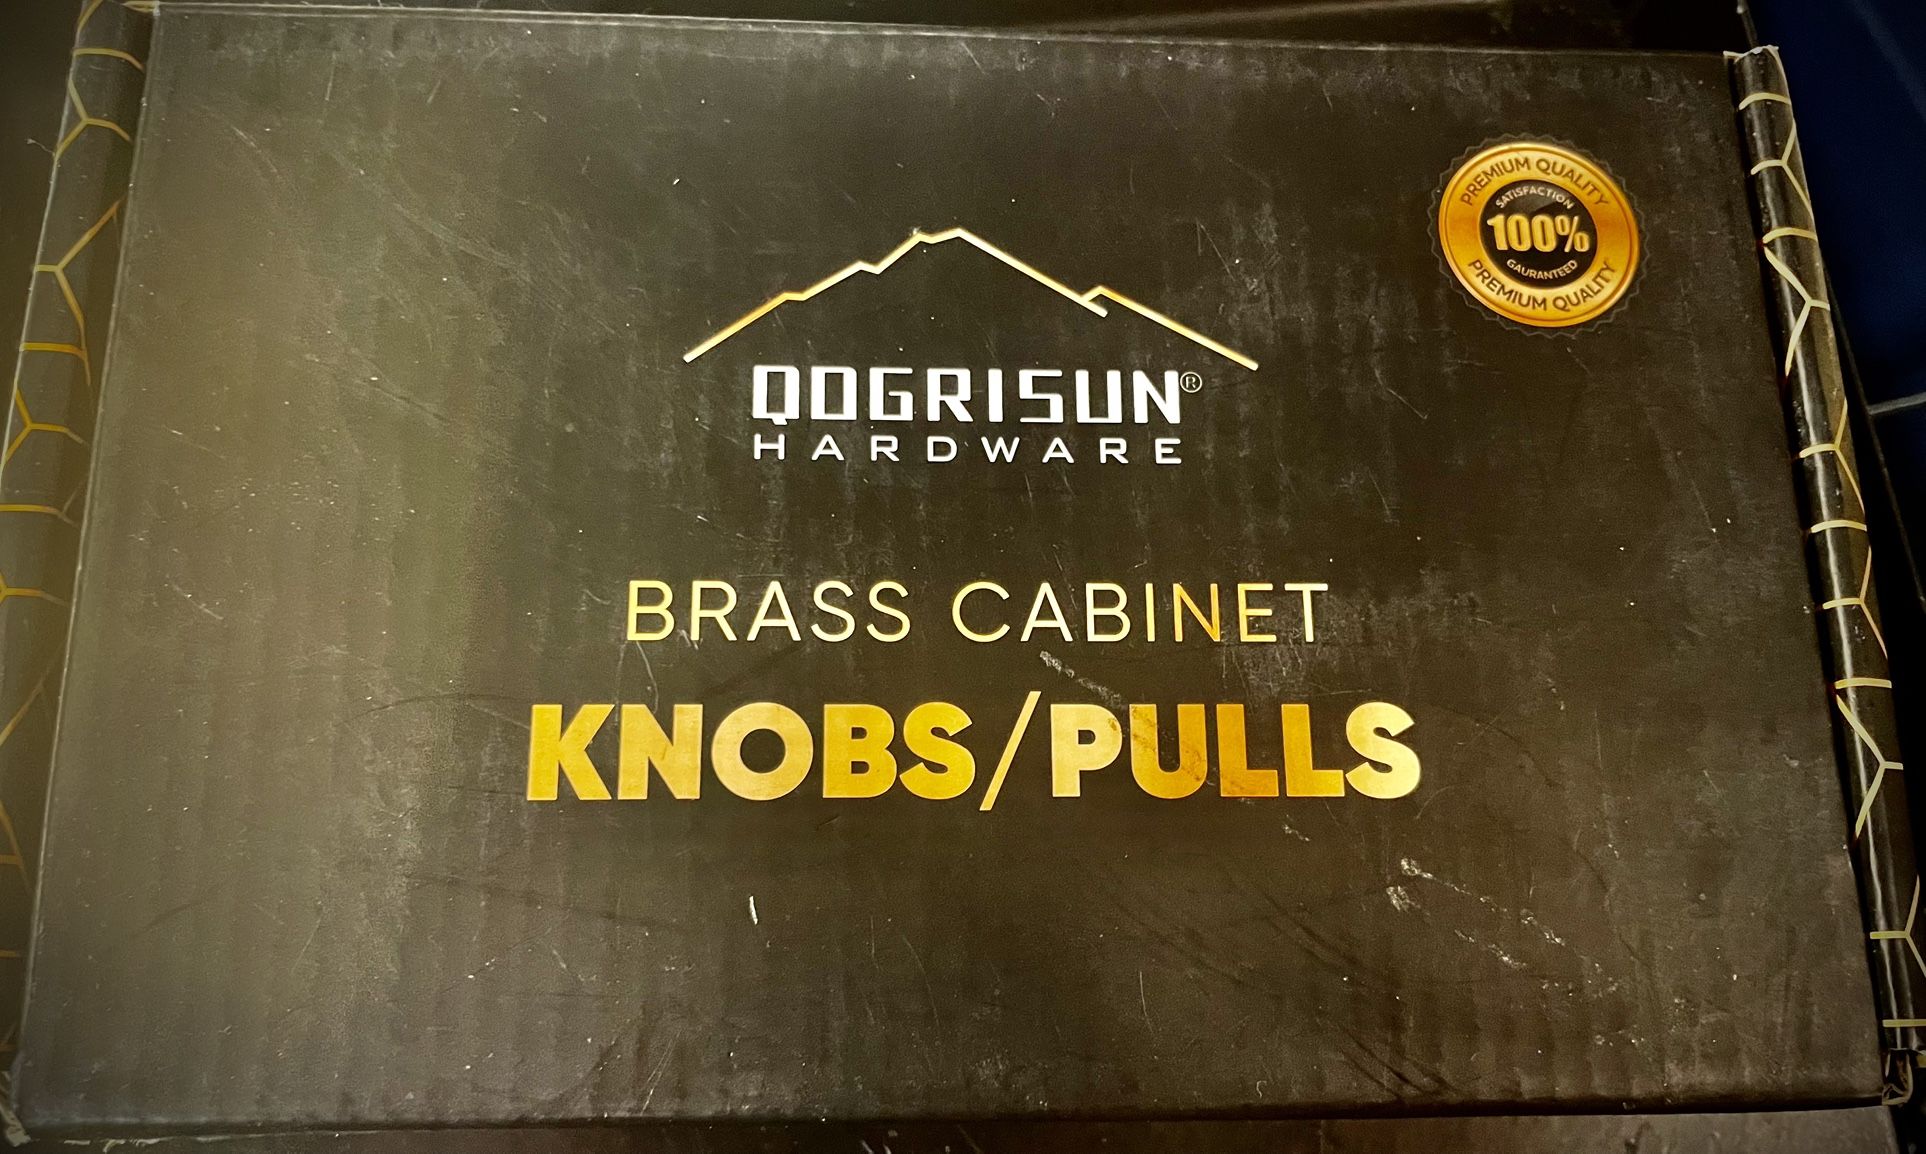 PREMIUM QUALITY
SATISFACTION
100%
GAURANTEED
PREMIUM QUALITY
QOGRISUN®
HARDWARE
BRASS CABINET
KNOBS/PULLS